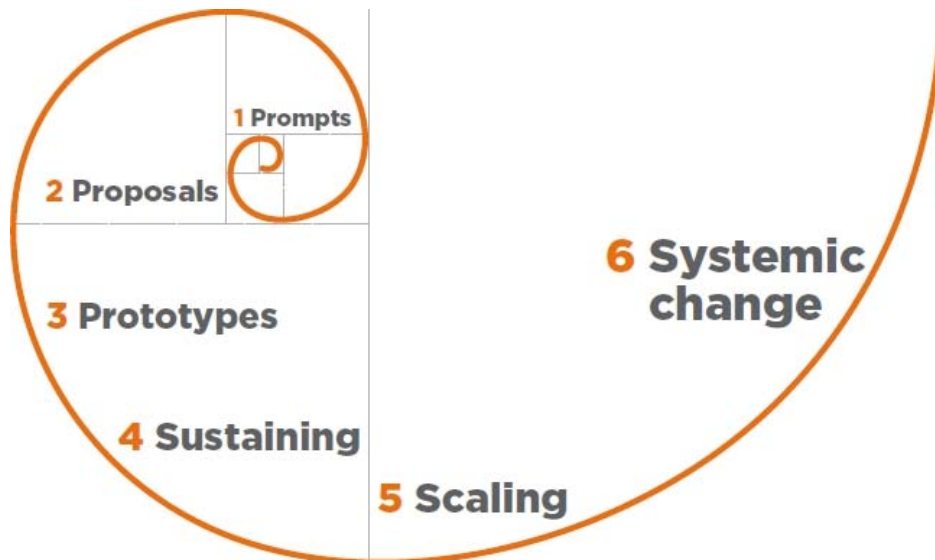 1 Prompts
2 Proposals
3 Prototypes
4 Sustaining
5 Scaling
6 Systemic
change